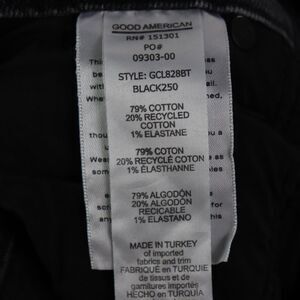 GOOD AMERICAN
RN# 151301
PO#
09303-00
STYLE: GCL828BT
BLACK250
79% COTTON
20% RECYCLED
COTTON
1% ELASTANE
79% COTON
20% RECYCLÉ COTON
1% ÉLASTHANNE
79% ALGODÓN
20% ALGODÓN
RECICABLE
1% ELASTANO
MADE IN TURKEY
of imported
fabrics and trim
FABRIQUÉ EN TURQUIE
de tissus et de
garnitures importés
HECHO en TURQUÍA